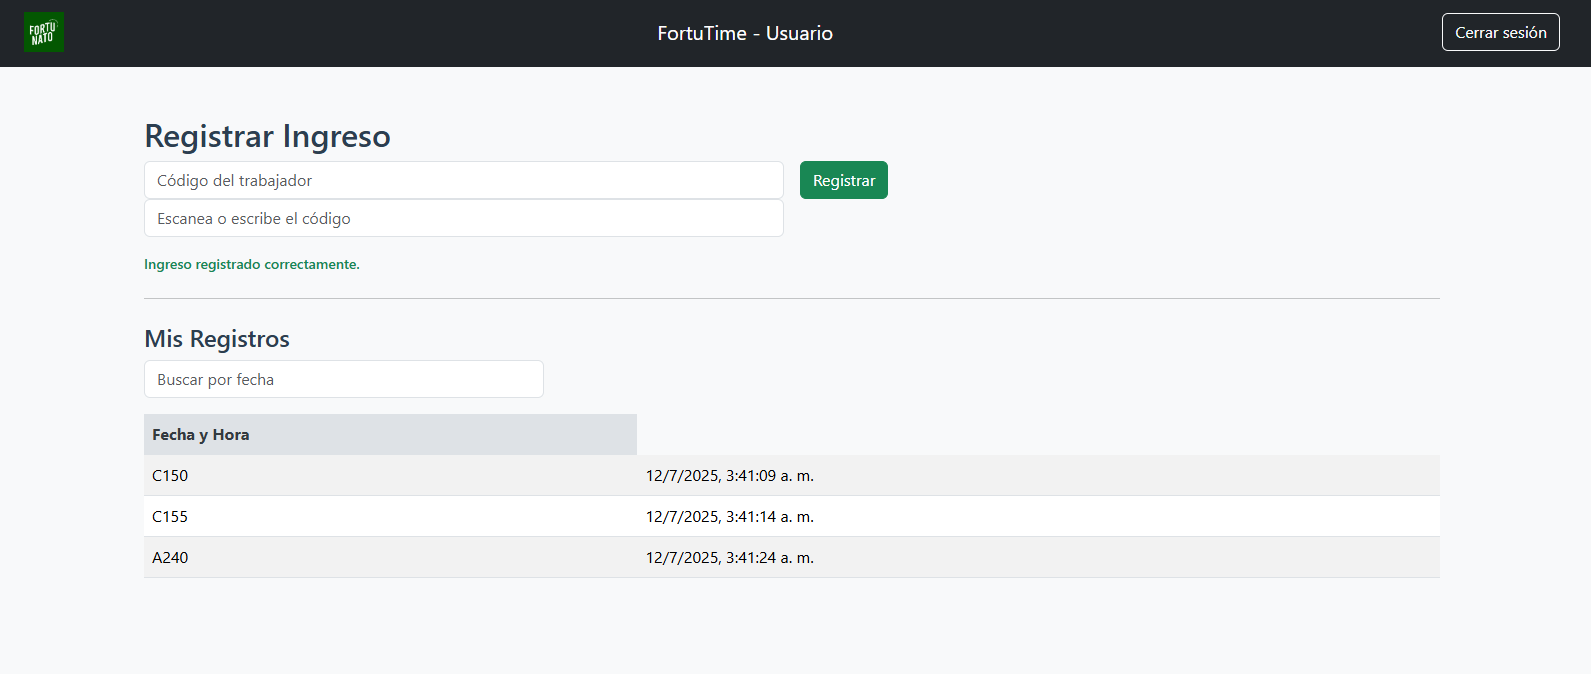 FORTU
NATO
FortuTime - Usuario
Cerrar sesión
Registrar Ingreso
Código del trabajador
Registrar
Escanea o escribe el código
Ingreso registrado correctamente.
Mis Registros
Buscar por fecha
Fecha y Hora
C150 12/7/2025, 3:41:09 a. m.
C155 12/7/2025, 3:41:14 a. m.
A240 12/7/2025, 3:41:24 a. m.